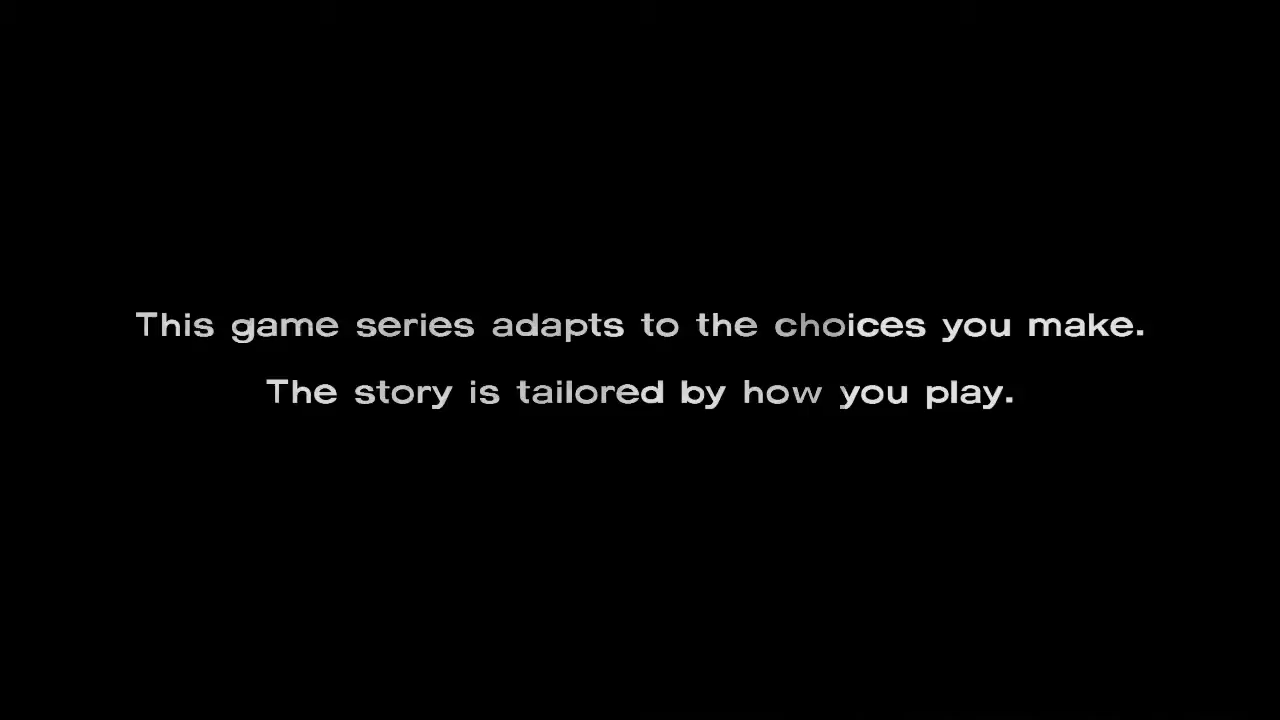 This game series adapts to the choices you make.
The story is tailored by how you play.